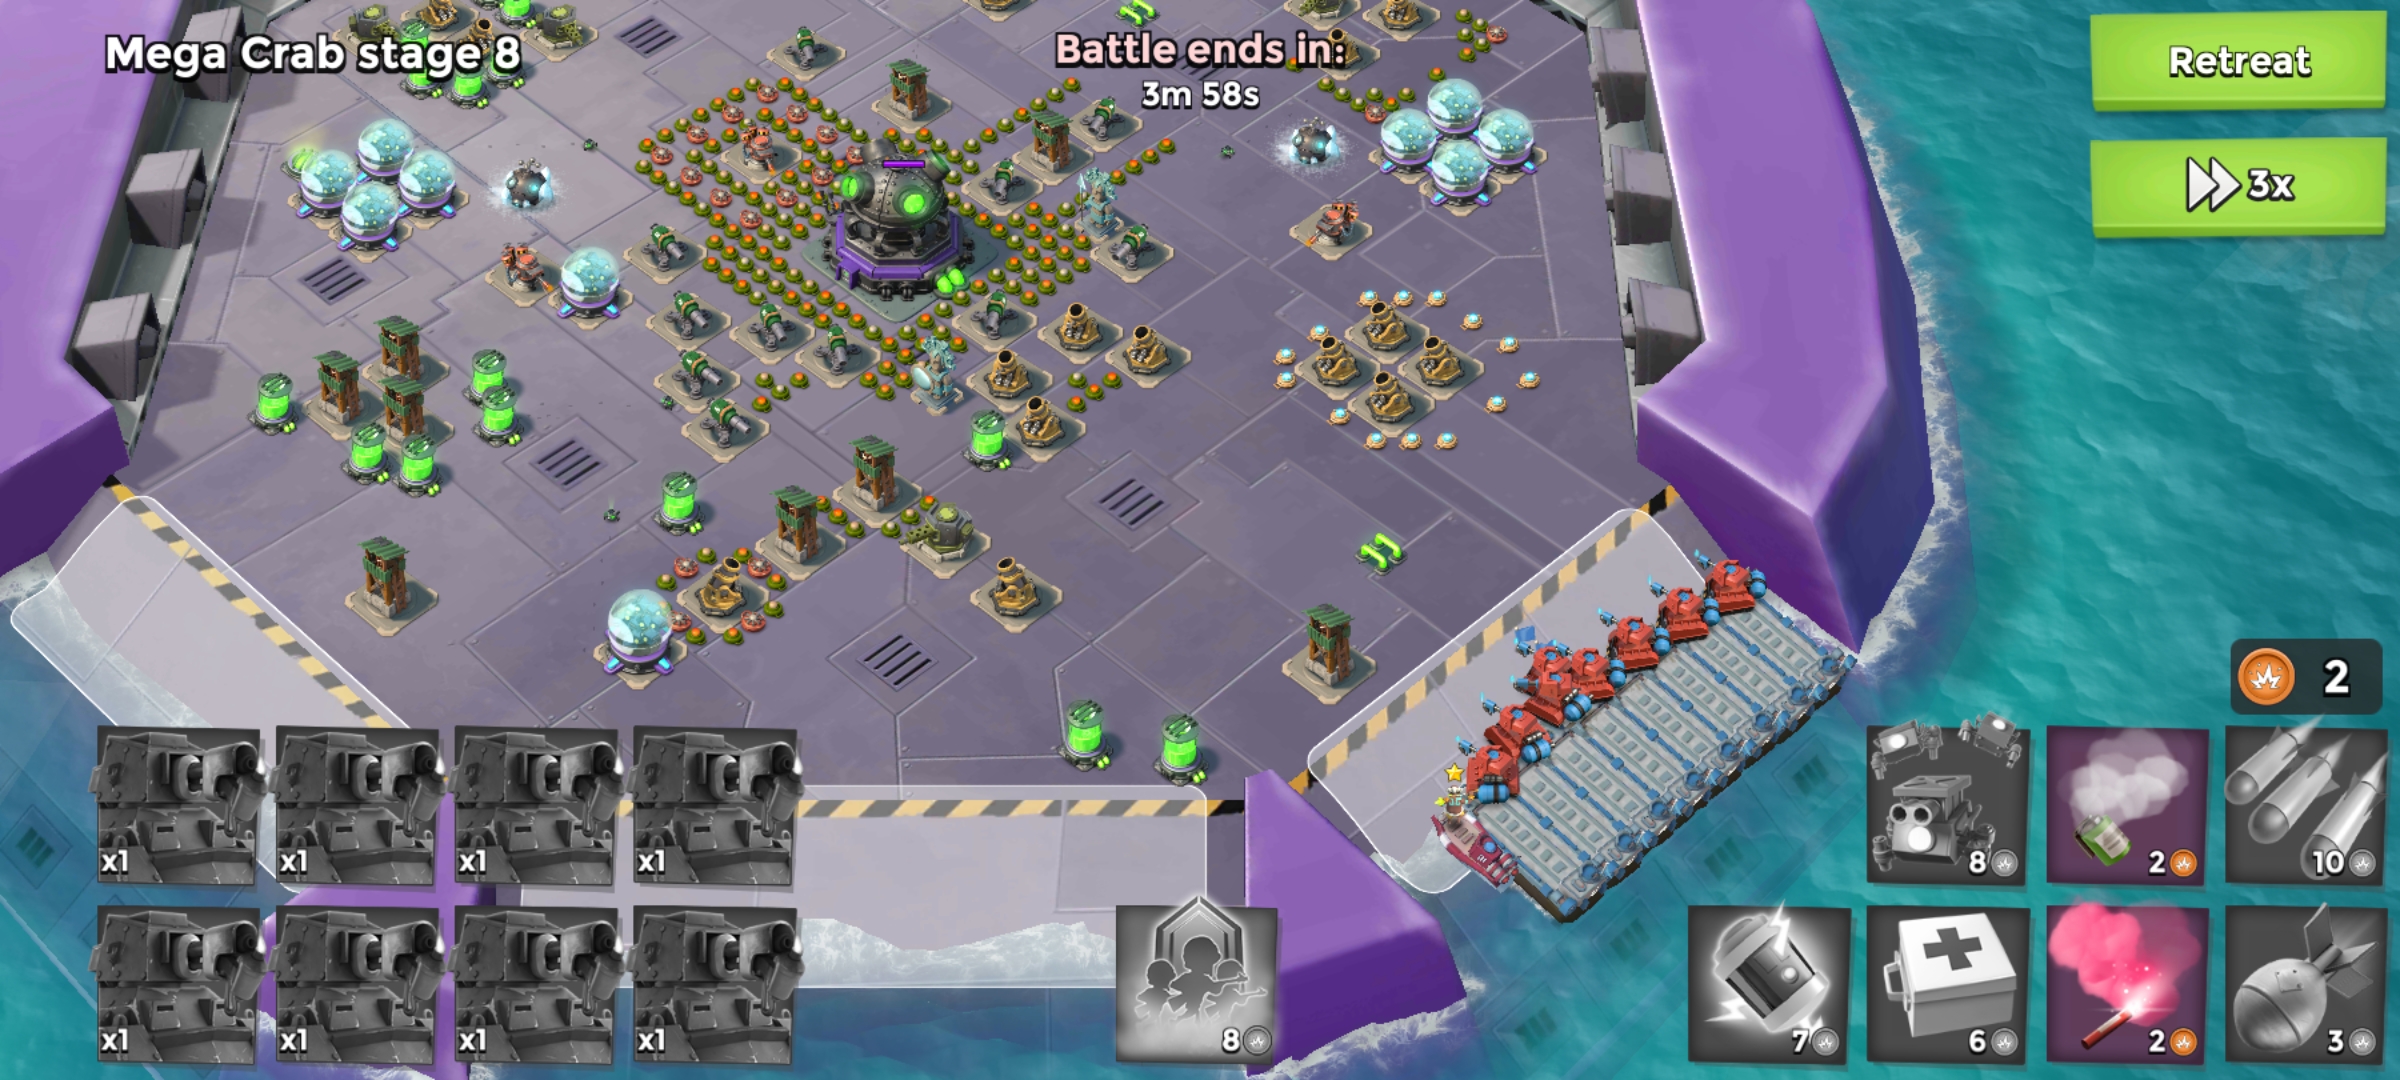 Mega Crab stage 8
Battle ends in:
3m 58s
Retreat
3x
2
x1
x1
x1
x1
8
2
10
x1
x1
x1
x1
8
7
6
2
3